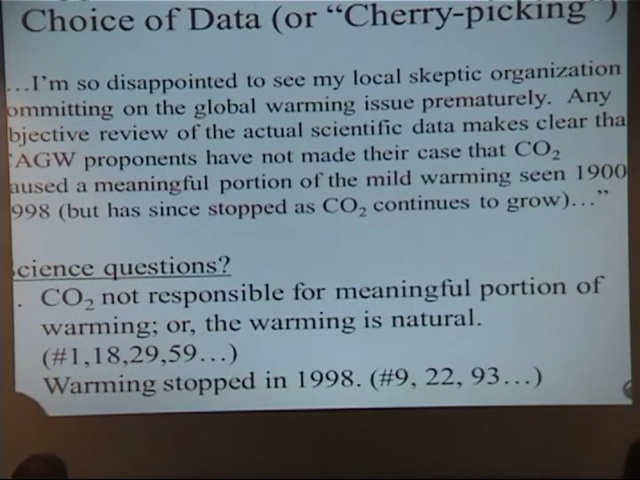 Choice of Data (or “Cherry-picking”)
…I’m so disappointed to see my local skeptic organization
ommitting on the global warming issue prematurely. Any
bjective review of the actual scientific data makes clear tha
AGW proponents have not made their case that CO₂
aused a meaningful portion of the mild warming seen 1900
998 (but has since stopped as CO₂ continues to grow)…”
cience questions?
. CO₂ not responsible for meaningful portion of
warming; or, the warming is natural.
(#1,18,29,59…)
Warming stopped in 1998. (#9, 22, 93…)